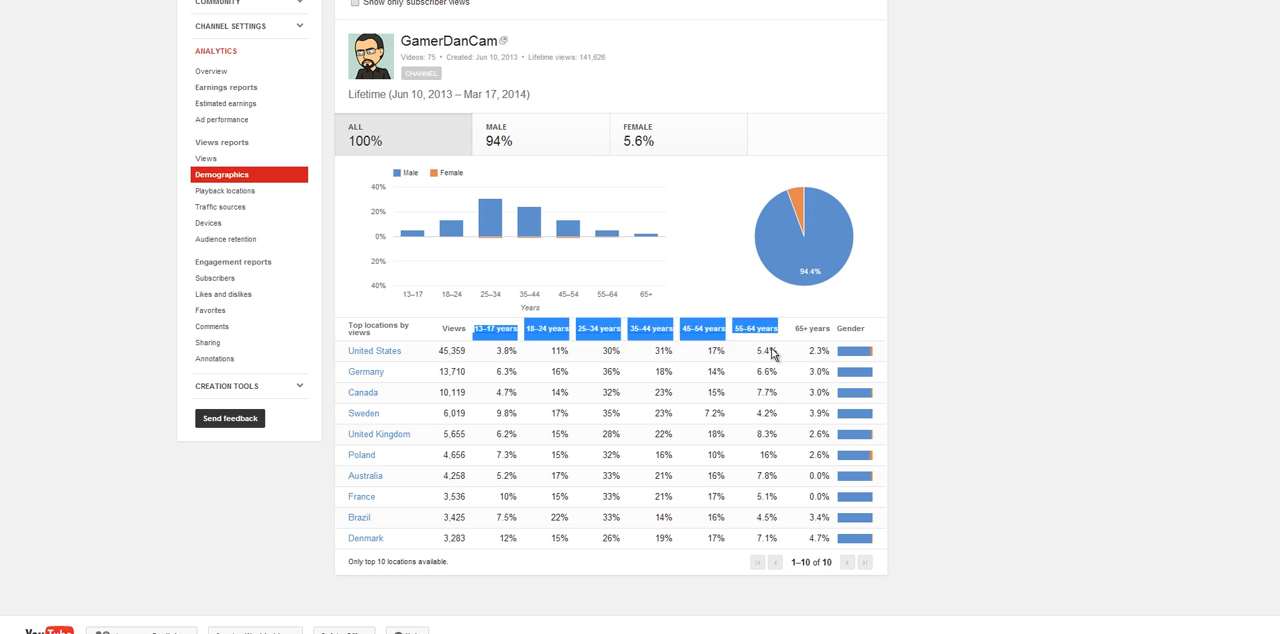 COMMUNITY
CHANNEL SETTINGS
ANALYTICS
Overview
Earnings reports
Estimated earnings
Ad performance
Views reports
Views
Demographics
Playback locations
Traffic sources
Devices
Audience retention
Engagement reports
Subscribers
Likes and dislikes
Favorites
Comments
Sharing
Annotations
CREATION TOOLS
Send feedback
Show only subscriber views
GamerDanCam
Videos: 75 • Created: Jun 10, 2013 • Lifetime views: 141,626
CHANNEL
Lifetime (Jun 10, 2013 – Mar 17, 2014)
ALL MALE FEMALE
100% 94% 5.6%
Male Female
40%
20%
0%
20%
40%
13–17 18–24 25–34 35–44 45–54 55–64 65+
Years
94.4%
Top locations by views Views 13–17 years 18–24 years 25–34 years 35–44 years 45–54 years 55–64 years 65+ years Gender
United States 45,359 3.8% 11% 30% 31% 17% 5.4% 2.3%
Germany 13,710 6.3% 16% 36% 18% 14% 6.6% 3.0%
Canada 10,119 4.7% 14% 32% 23% 15% 7.7% 3.0%
Sweden 6,019 9.8% 17% 35% 23% 7.2% 4.2% 3.9%
United Kingdom 5,655 6.2% 15% 28% 22% 18% 8.3% 2.6%
Poland 4,656 7.3% 15% 32% 16% 10% 16% 2.6%
Australia 4,258 5.2% 17% 33% 21% 16% 7.8% 0.0%
France 3,536 10% 15% 33% 21% 17% 5.1% 0.0%
Brazil 3,425 7.5% 22% 33% 14% 16% 4.5% 3.4%
Denmark 3,283 12% 15% 26% 19% 17% 7.1% 4.7%
Only top 10 locations available.
1–10 of 10
YouTube